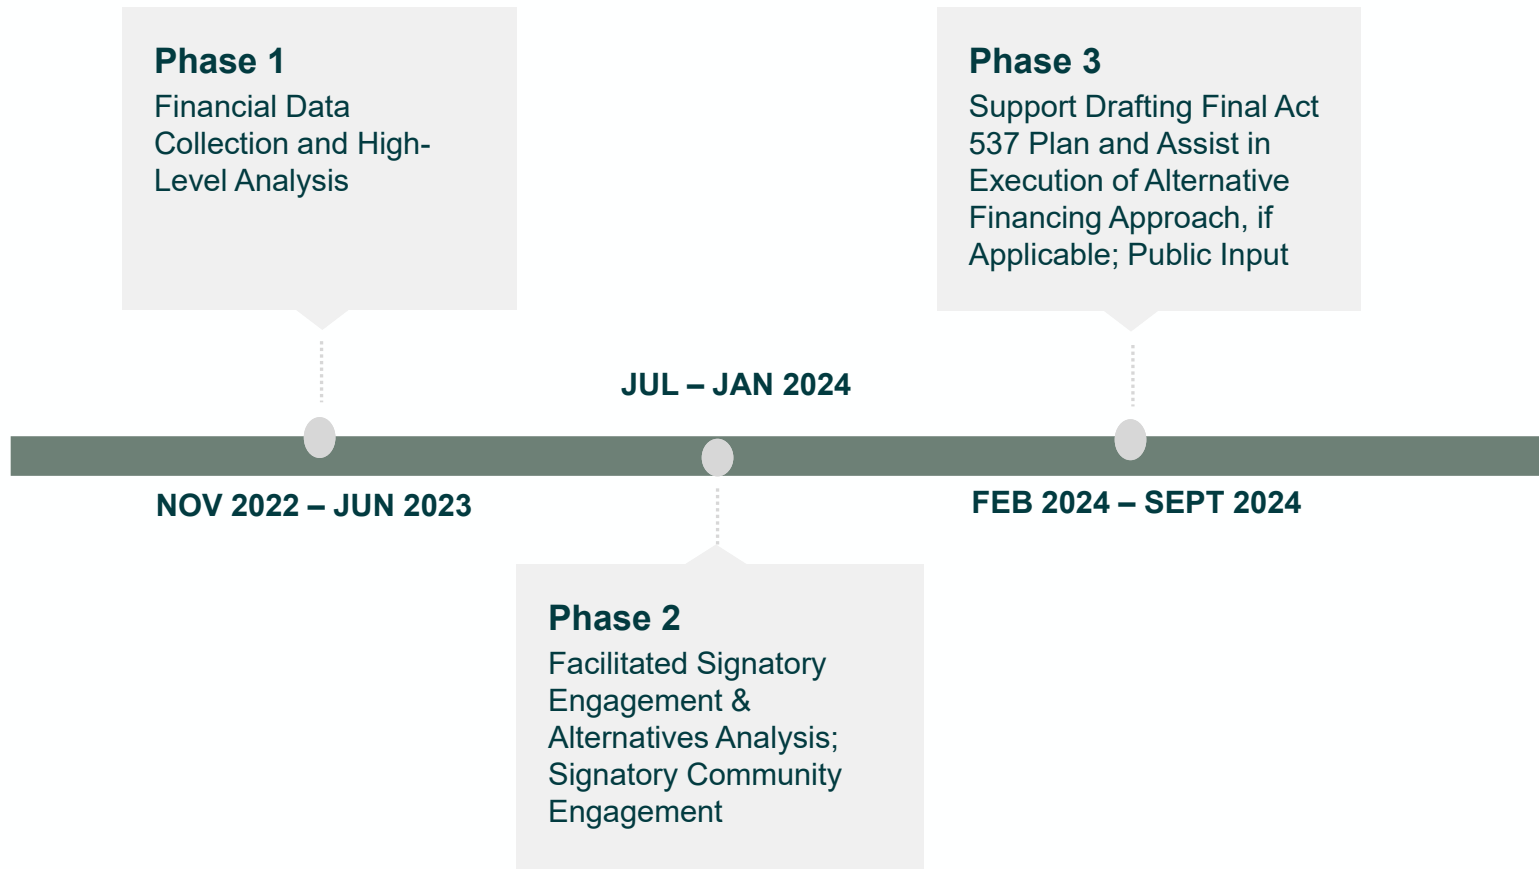 Phase 1
Financial Data
Collection and High-
Level Analysis
NOV 2022 – JUN 2023
JUL – JAN 2024
Phase 2
Facilitated Signatory
Engagement &
Alternatives Analysis;
Signatory Community
Engagement
Phase 3
Support Drafting Final Act
537 Plan and Assist in
Execution of Alternative
Financing Approach, if
Applicable; Public Input
FEB 2024 – SEPT 2024